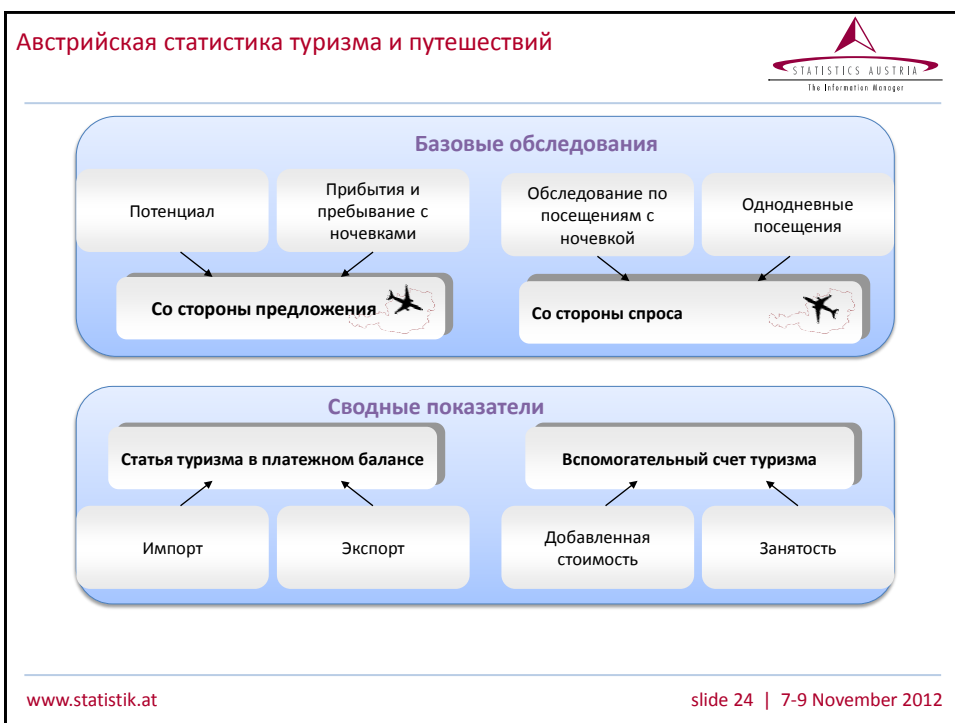 Австрийская статистика туризма и путешествий
STATISTICS AUSTRIA
The Information Manager
Базовые обследования
Потенциал
Прибытия и
пребывание с
ночевками
Обследование по
посещениям с
ночевкой
Однодневные
посещения
Со стороны предложения
Со стороны спроса
Сводные показатели
Статья туризма в платежном балансе
Вспомогательный счет туризма
Импорт
Экспорт
Добавленная
стоимость
Занятость
www.statistik.at
slide 24 | 7-9 November 2012